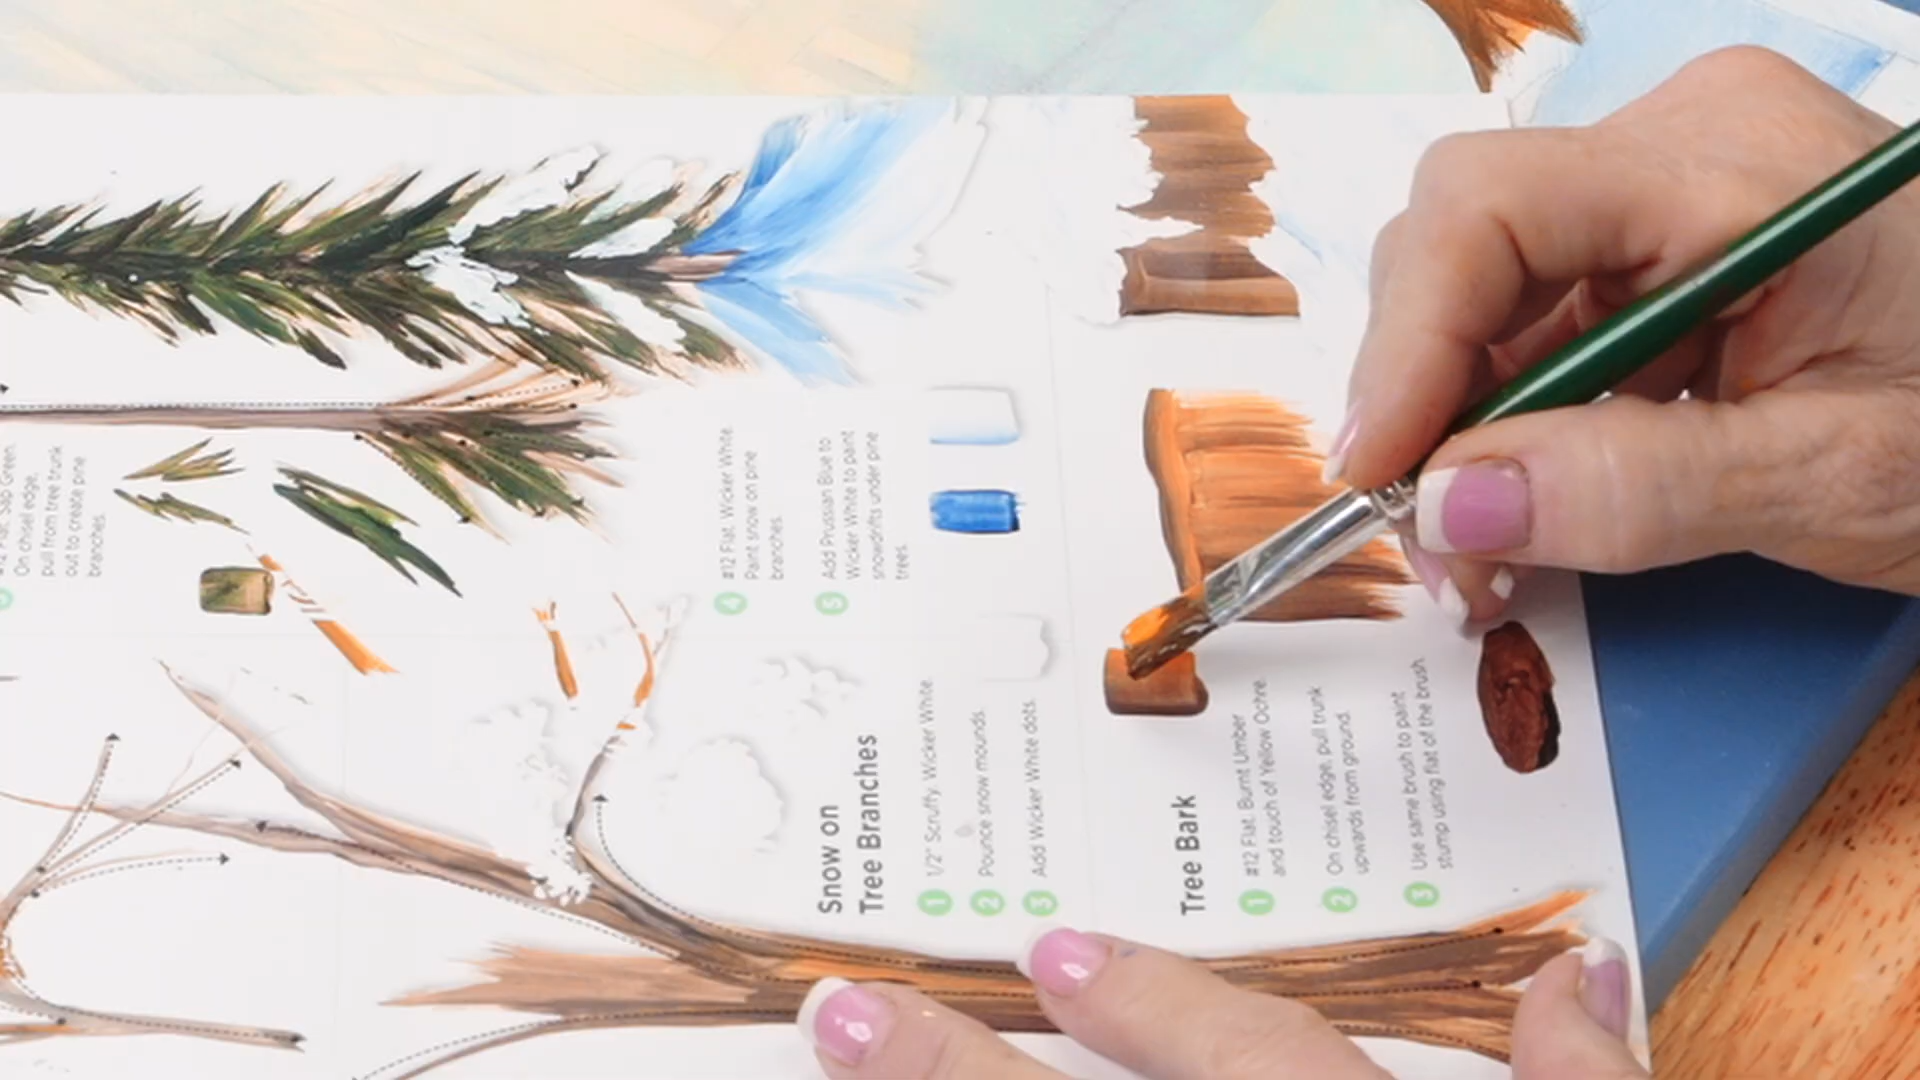 #12 Flat. Sap Green.
On chisel edge,
pull from tree trunk
out to create pine
branches.
4
#12 Flat. Wicker White.
Paint snow on pine
branches.
5
Add Prussian Blue to
Wicker White to paint
snowdrifts under pine
trees.
Snow on
Tree Branches
1
1/2" Scruffy. Wicker White.
2
Pounce snow mounds.
3
Add Wicker White dots.
Tree Bark
1
#12 Flat. Burnt Umber
and touch of Yellow Ochre.
2
On chisel edge, pull trunk
upwards from ground.
3
Use same brush to paint
stump using flat of the brush.